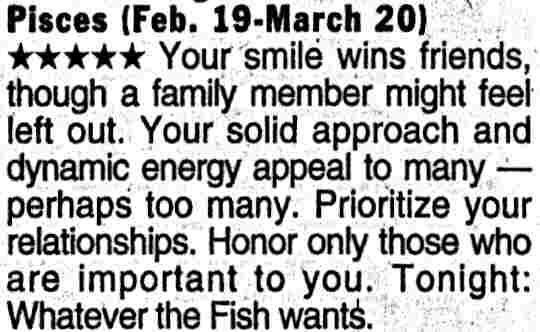 Pisces (Feb. 19-March 20)
★★★★★ Your smile wins friends,
though a family member might feel
left out. Your solid approach and
dynamic energy appeal to many —
perhaps too many. Prioritize your
relationships. Honor only those who
are important to you. Tonight:
Whatever the Fish wants.